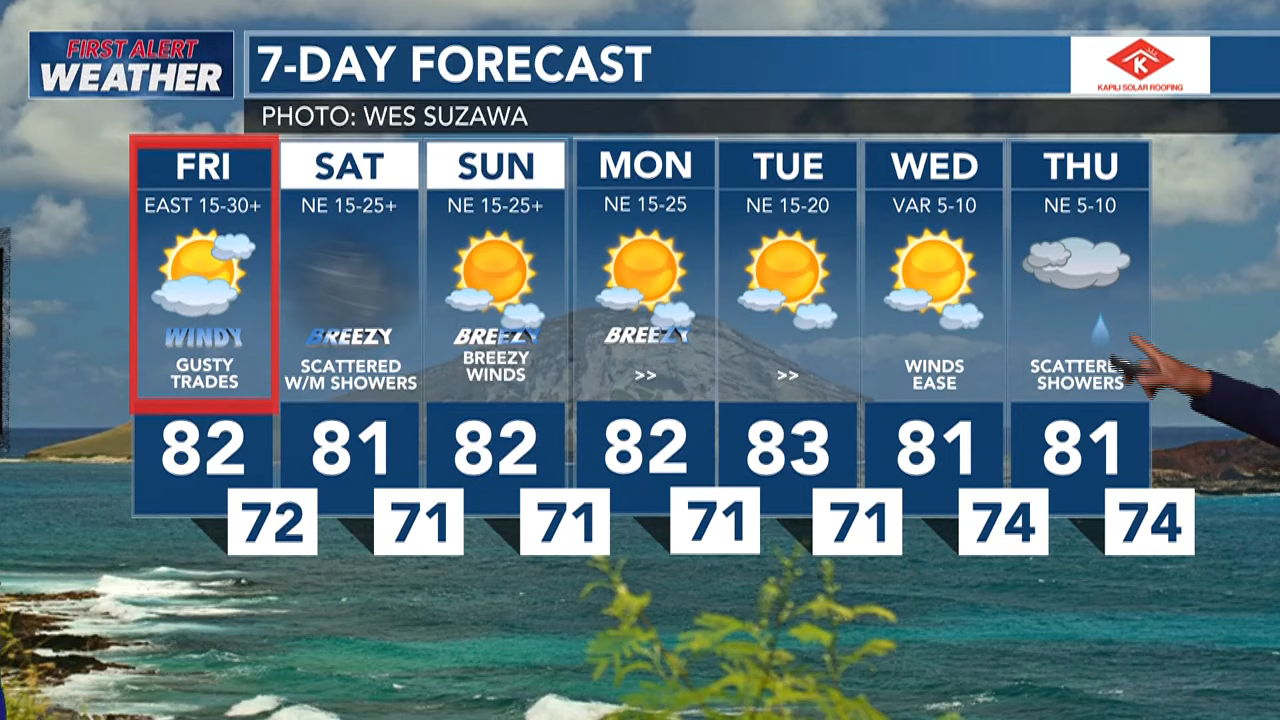 FIRST ALERT
WEATHER
7-DAY FORECAST
K
KAPILI SOLAR ROOFING
PHOTO: WES SUZAWA
FRI
EAST 15-30+
WINDY
GUSTY
TRADES
82
72
SAT
NE 15-25+
BREEZY
SCATTERED
W/M SHOWERS
81
71
SUN
NE 15-25+
BREEZY
BREEZY
WINDS
82
71
MON
NE 15-25
BREEZY
>>
82
71
TUE
NE 15-20
>>
83
71
WED
VAR 5-10
WINDS
EASE
81
74
THU
NE 5-10
SCATTERE
SHOWERS
81
74